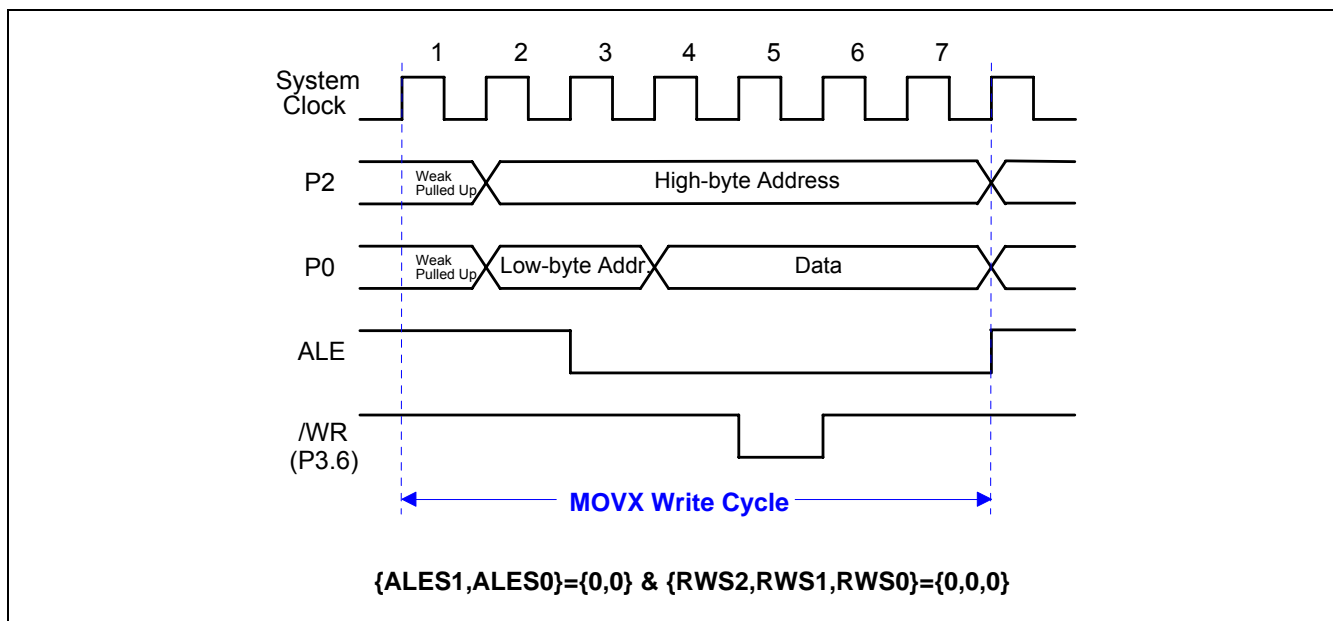 1 2 3 4 5 6 7
System
Clock
P2
Weak
Pulled Up
High-byte Address
P0
Weak
Pulled Up
Low-byte Addr.
Data
ALE
/WR
(P3.6)
MOVX Write Cycle
{ALES1,ALES0}={0,0} & {RWS2,RWS1,RWS0}={0,0,0}